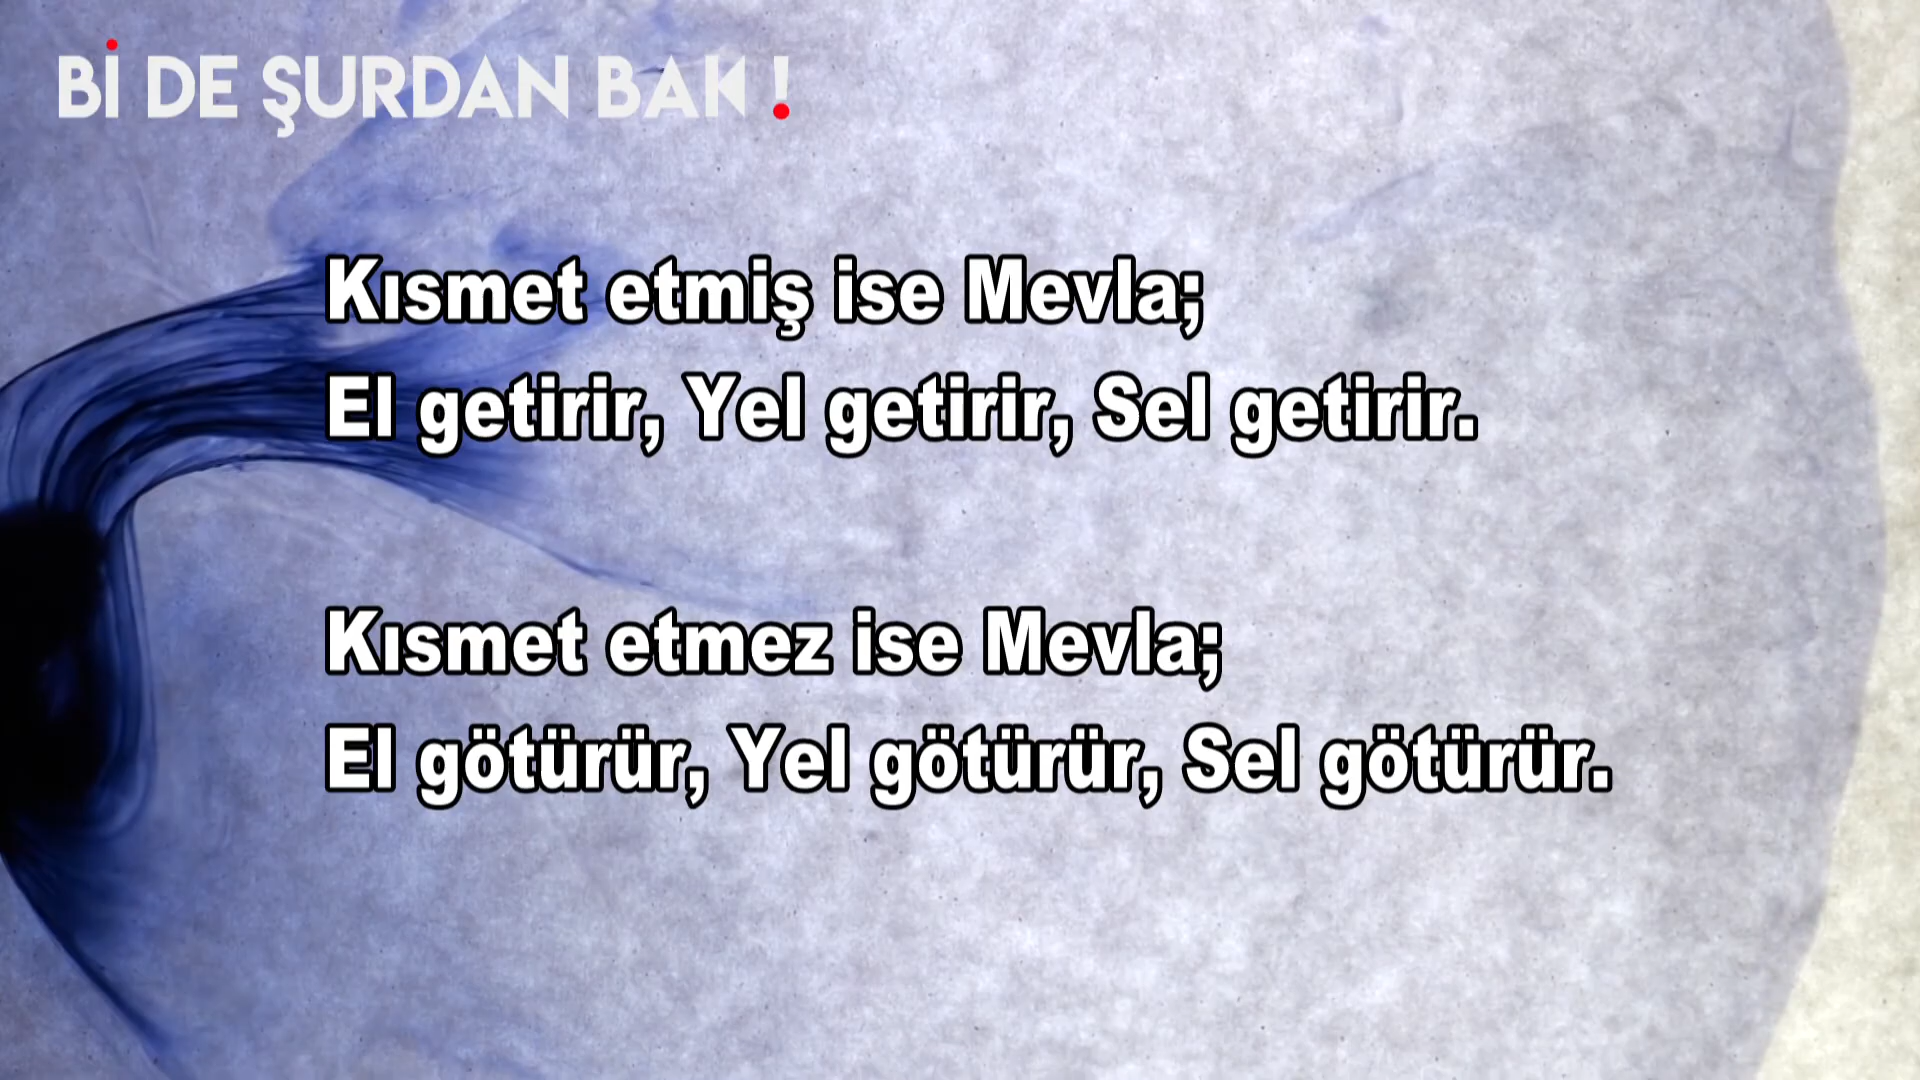 Bİ DE ŞURDAN BAK !
Kısmet etmiş ise Mevla;
El getirir, Yel getirir, Sel getirir.
Kısmet etmez ise Mevla;
El götürür, Yel götürür, Sel götürür.